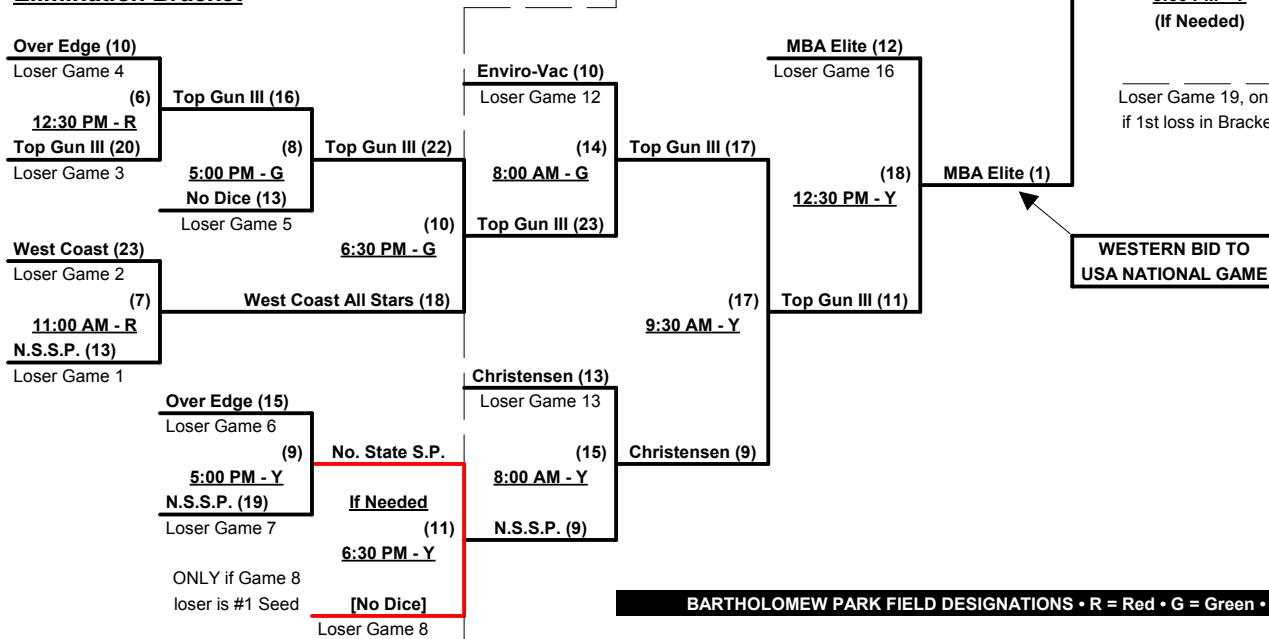 Elimination Bracket
(If Needed)
Over Edge (10)
Loser Game 4
(6)
12:30 PM - R
Top Gun III (20)
Loser Game 3
Top Gun III (16)
(8)
5:00 PM - G
No Dice (13)
Loser Game 5
West Coast (23)
Loser Game 2
(7)
11:00 AM - R
N.S.S.P. (13)
Loser Game 1
Top Gun III (22)
(10)
6:30 PM - G
West Coast All Stars (18)
Over Edge (15)
Loser Game 6
(9)
5:00 PM - Y
N.S.S.P. (19)
Loser Game 7
No. State S.P.
If Needed
(11)
6:30 PM - Y
ONLY if Game 8
loser is #1 Seed
[No Dice]
Loser Game 8
Enviro-Vac (10)
Loser Game 12
(14)
8:00 AM - G
Top Gun III (23)
Christensen (13)
Loser Game 13
(15)
8:00 AM - Y
N.S.S.P. (9)
Top Gun III (17)
(17)
9:30 AM - Y
Christensen (9)
MBA Elite (12)
Loser Game 16
(18)
12:30 PM - Y
Top Gun III (11)
MBA Elite (1)
Loser Game 19, on
if 1st loss in Bracke
WESTERN BID TO
USA NATIONAL GAME
BARTHOLOMEW PARK FIELD DESIGNATIONS • R = Red • G = Green •